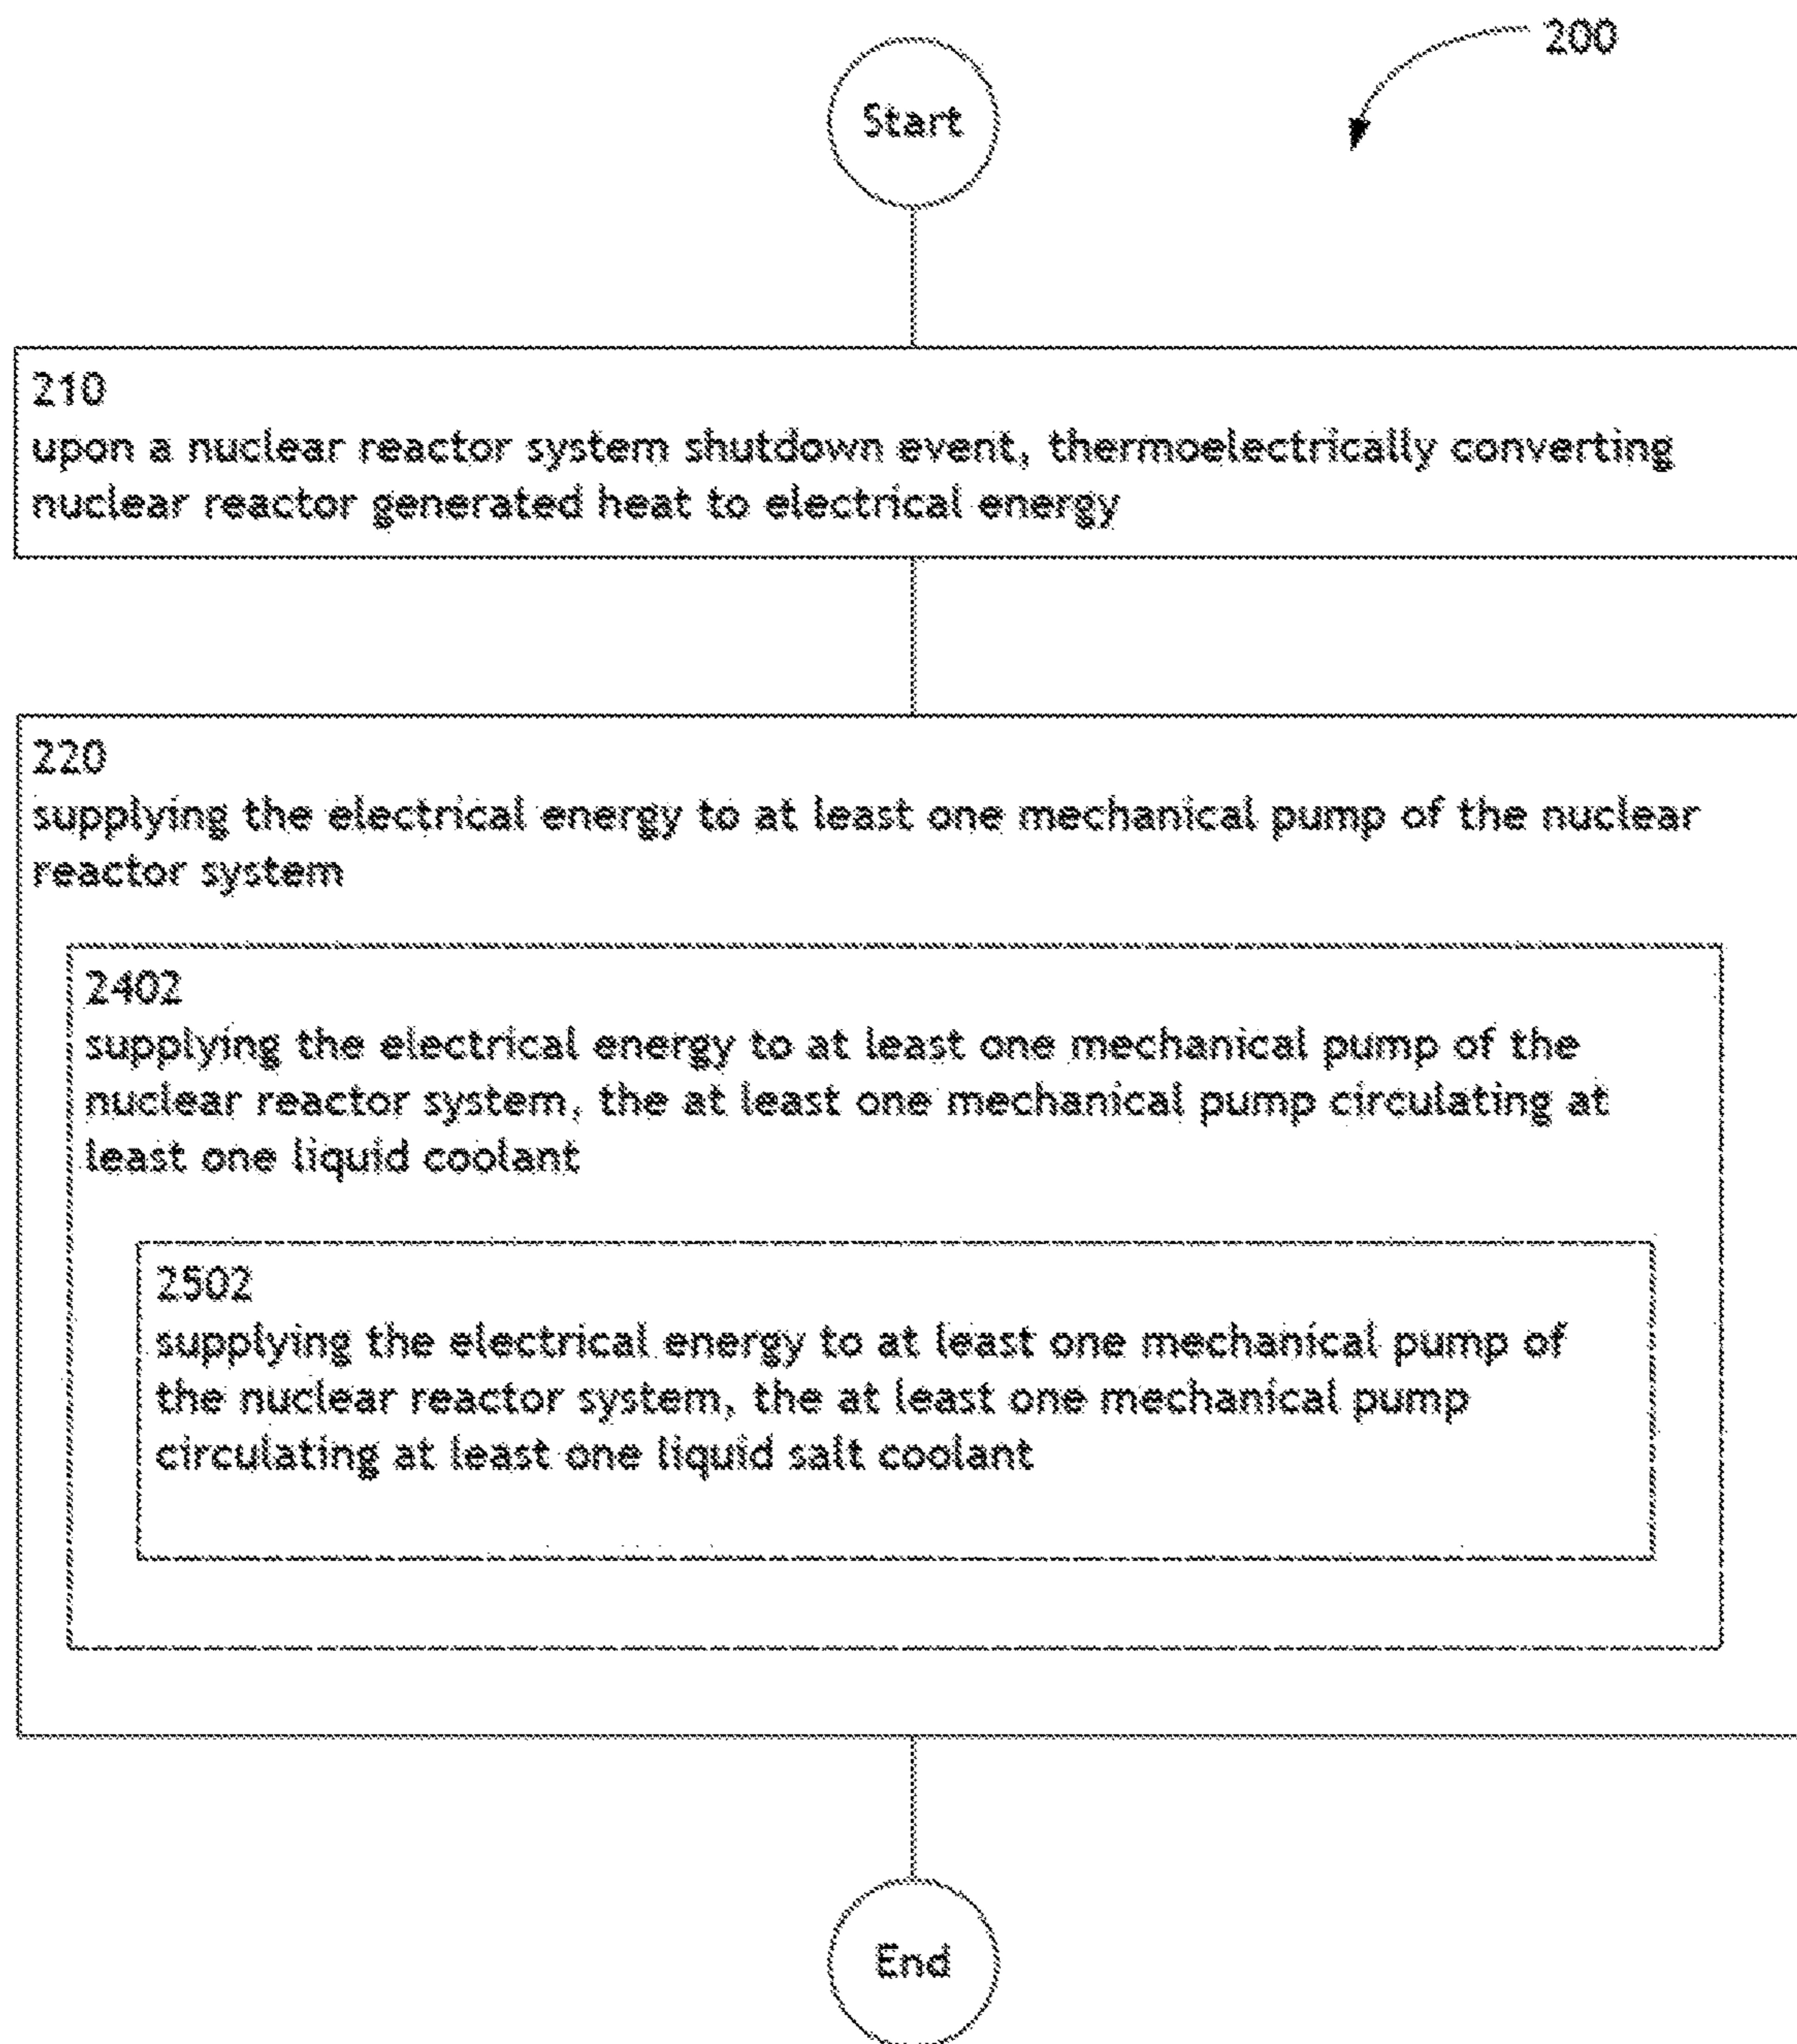 200
Start
210
upon a nuclear reactor system shutdown event, thermoelectrically converting
nuclear reactor generated heat to electrical energy
220
supplying the electrical energy to at least one mechanical pump of the nuclear
reactor system
2402
supplying the electrical energy to at least one mechanical pump of the
nuclear reactor system, the at least one mechanical pump circulating at
least one liquid coolant
2502
supplying the electrical energy to at least one mechanical pump of
the nuclear reactor system, the at least one mechanical pump
circulating at least one liquid salt coolant
End